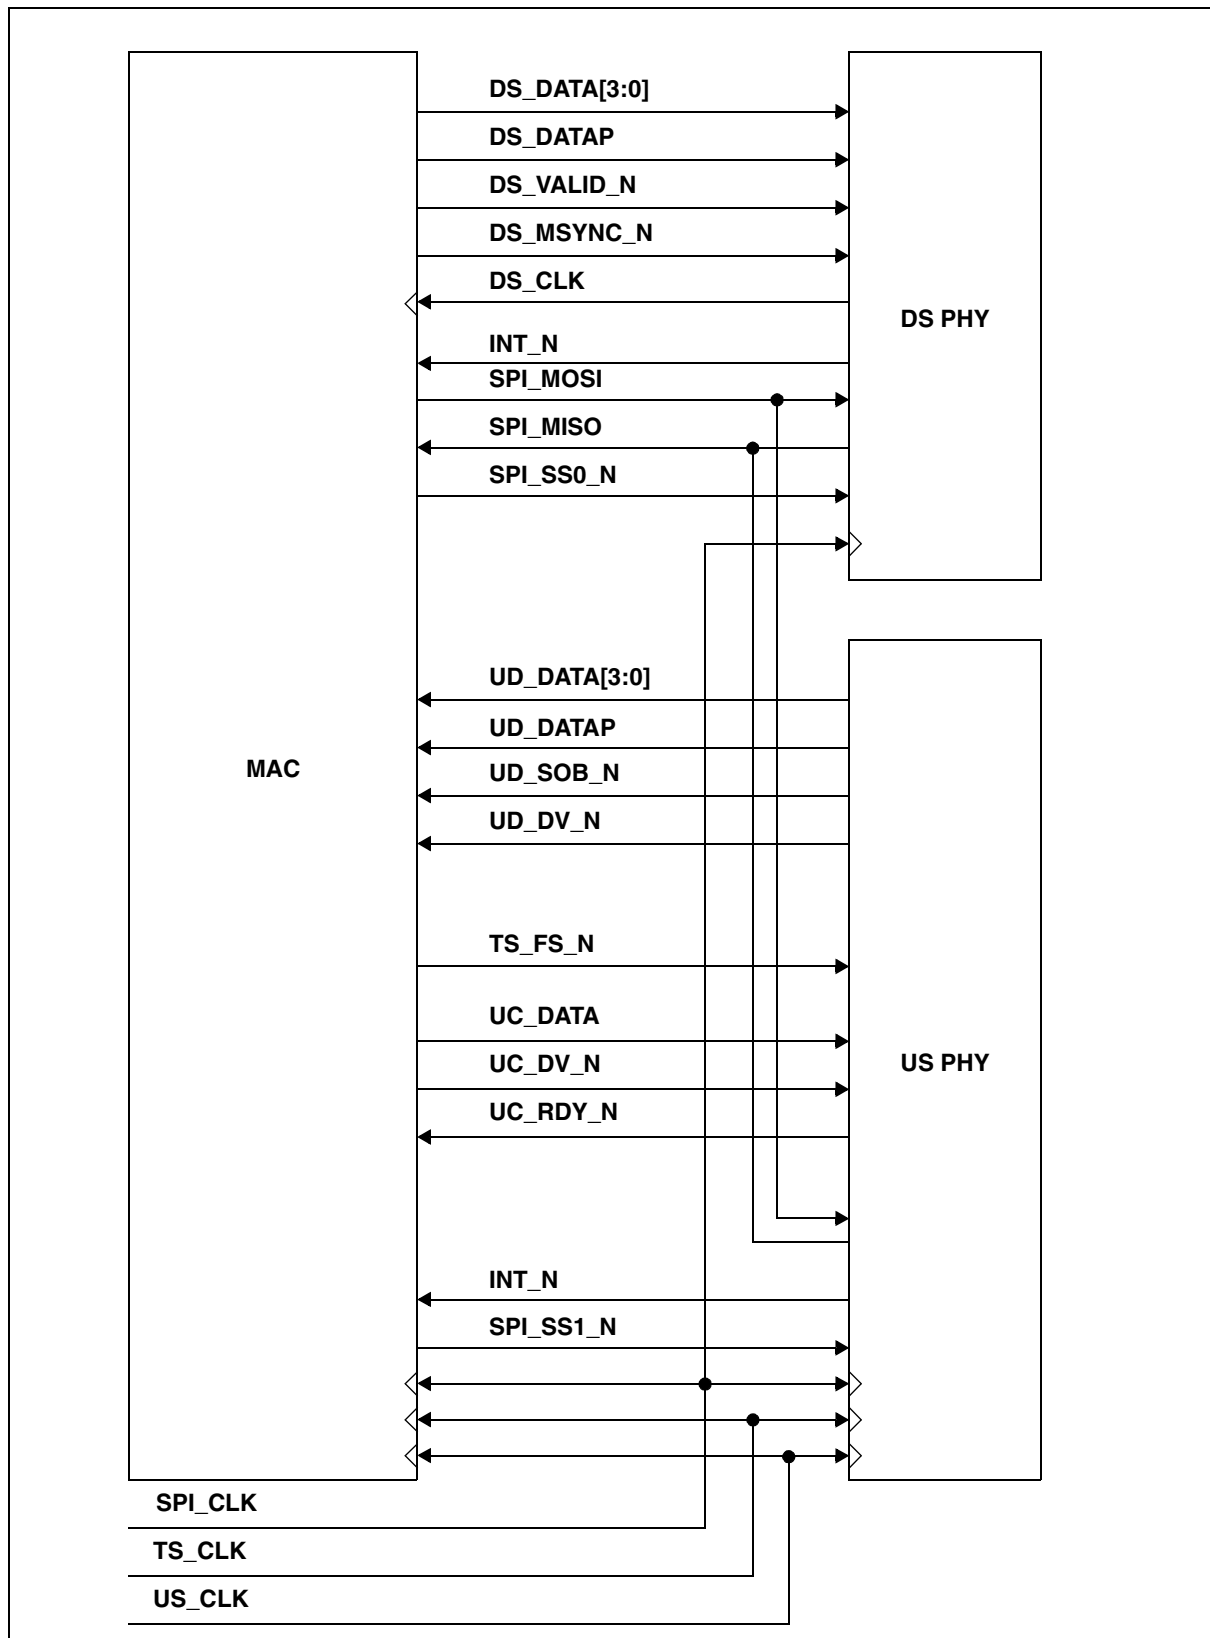 DS_DATA[3:0]
DS_DATAP
DS_VALID_N
DS_MSYNC_N
DS_CLK
DS PHY
INT_N
SPI_MOSI
SPI_MISO
SPI_SS0_N
UD_DATA[3:0]
UD_DATAP
MAC
UD_SOB_N
UD_DV_N
TS_FS_N
UC_DATA
UC_DV_N
US PHY
UC_RDY_N
INT_N
SPI_SS1_N
SPI_CLK
TS_CLK
US_CLK